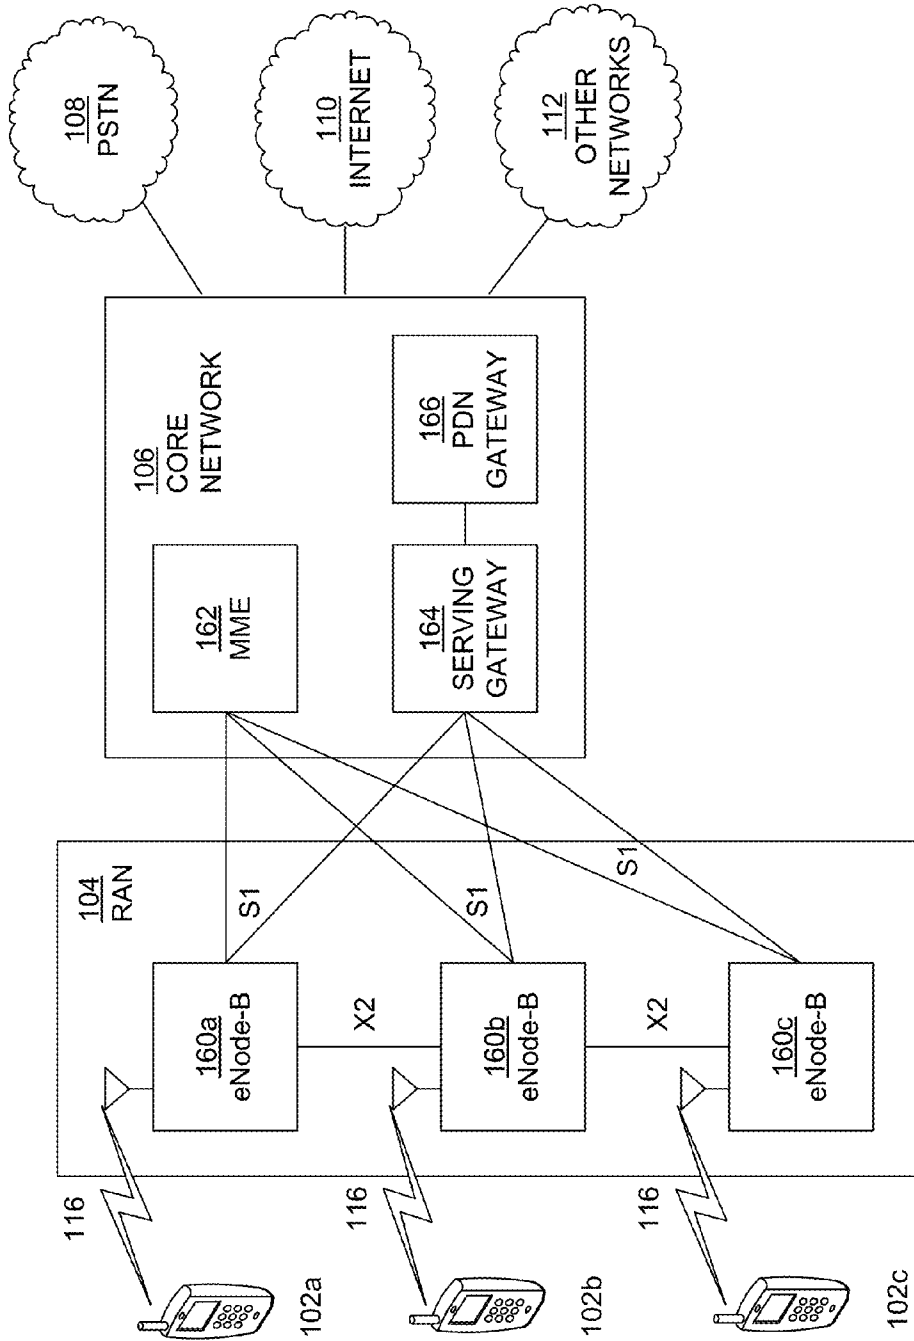 102a
116
102b
116
102c
116
104
RAN
160a
eNode-B
X2
160b
eNode-B
X2
160c
eNode-B
S1
S1
S1
106
CORE
NETWORK
162
MME
164
SERVING
GATEWAY
166
PDN
GATEWAY
108
PSTN
110
INTERNET
112
OTHER
NETWORKS